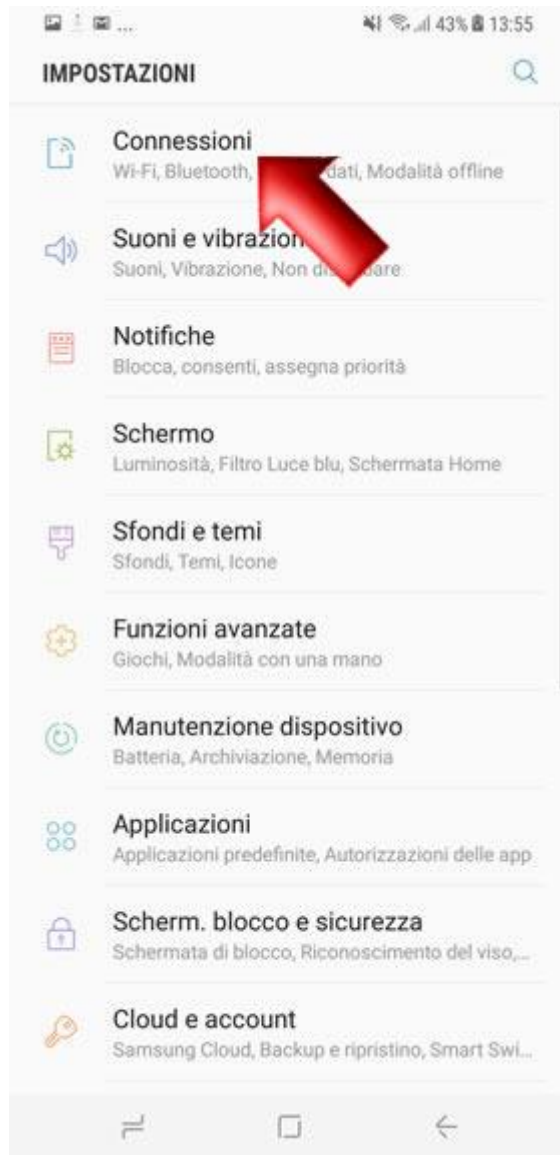 ... 43% 13:55
IMPOSTAZIONI
Connessioni
Wi-Fi, Bluetooth, dati, Modalità offline
Suoni e vibrazion
Suoni, Vibrazione, Non
Notifiche
Blocca, consenti, assegna priorità
Schermo
Luminosità, Filtro Luce blu, Schermata Home
Sfondi e temi
Sfondi, Temi, Icone
Funzioni avanzate
Giochi, Modalità con una mano
Manutenzione dispositivo
Batteria, Archiviazione, Memoria
Applicazioni
Applicazioni predefinite, Autorizzazioni delle app
Scherm. blocco e sicurezza
Schermata di blocco, Riconoscimento del viso,...
Cloud e account
Samsung Cloud, Backup e ripristino, Smart Swi...